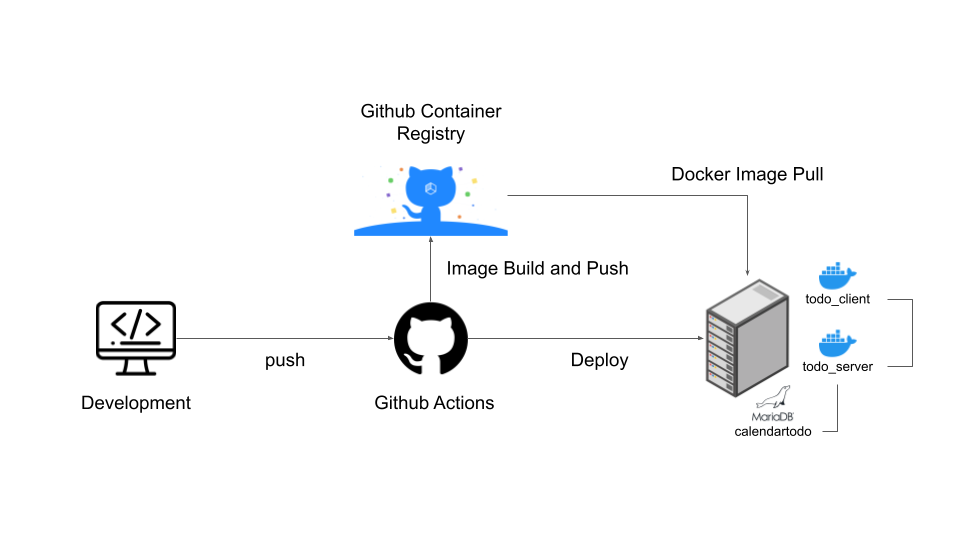 Github Container
Registry
Docker Image Pull
Image Build and Push
todo_client
push
Deploy
todo_server
Development
Github Actions
MariaDB
calendartodo